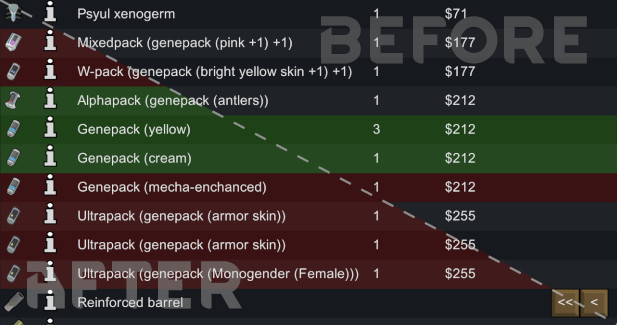 BEFORE
Psyul xenogerm 1 $71
Mixedpack (genepack (pink +1) +1) 1 $177
W-pack (genepack (bright yellow skin +1) +1) 1 $177
Alphapack (genepack (antlers)) 1 $212
Genepack (yellow) 3 $212
Genepack (cream) 1 $212
Genepack (mecha-enchanced) 1 $212
Ultrapack (genepack (armor skin)) 1 $255
Ultrapack (genepack (armor skin)) 1 $255
Ultrapack (genepack (Monogender (Female))) 1 $255
AFTER
Reinforced barrel << <